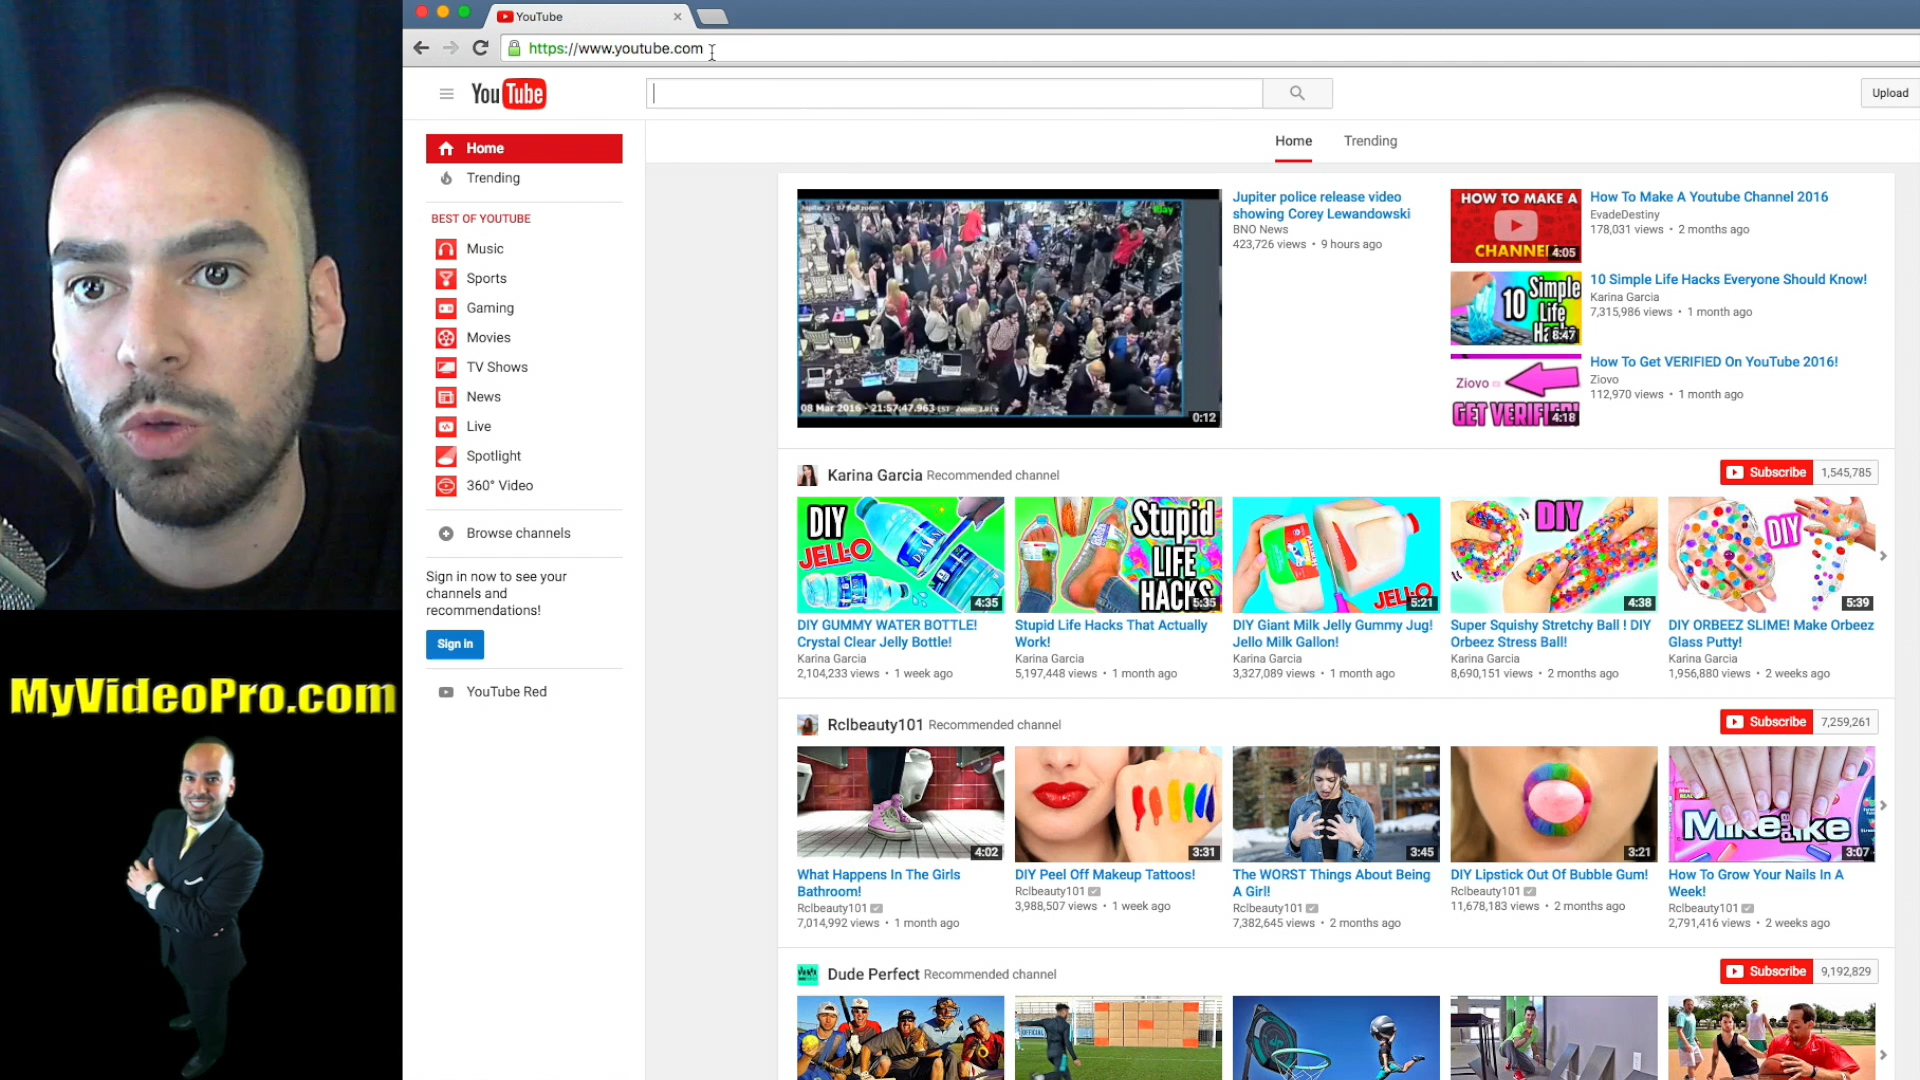 YouTube
https://www.youtube.com
YouTube
Upload
Home
Trending
Home
Trending
BEST OF YOUTUBE
Music
Sports
Gaming
Movies
TV Shows
News
Live
Spotlight
360° Video
Browse channels
Sign in now to see your
channels and
recommendations!
Sign in
YouTube Red
MyVideoPro.com
08 Mar 2016 - 21:57:47.963
0:12
Jupiter police release video
showing Corey Lewandowski
BNO News
423,726 views • 9 hours ago
HOW TO MAKE A
CHANNEL
4:05
How To Make A Youtube Channel 2016
EvadeDestiny
178,031 views • 2 months ago
10 Simple
Life
8:47
10 Simple Life Hacks Everyone Should Know!
Karina Garcia
7,315,986 views • 1 month ago
Ziovo
GET VERIFIED!
4:18
How To Get VERIFIED On YouTube 2016!
Ziovo
112,970 views • 1 month ago
Karina Garcia Recommended channel
Subscribe 1,545,785
DIY
JELL-O
4:35
DIY GUMMY WATER BOTTLE!
Crystal Clear Jelly Bottle!
Karina Garcia
2,104,233 views • 1 week ago
Stupid
LIFE
HACKS
5:35
Stupid Life Hacks That Actually
Work!
Karina Garcia
5,197,448 views • 1 month ago
JELL-O
5:21
DIY Giant Milk Jelly Gummy Jug!
Jello Milk Gallon!
Karina Garcia
3,327,089 views • 1 month ago
DIY
4:38
Super Squishy Stretchy Ball ! DIY
Orbeez Stress Ball!
Karina Garcia
8,690,151 views • 2 months ago
DIY
5:39
DIY ORBEEZ SLIME! Make Orbeez
Glass Putty!
Karina Garcia
1,956,880 views • 2 weeks ago
Rclbeauty101 Recommended channel
Subscribe 7,259,261
4:02
What Happens In The Girls
Bathroom!
Rclbeauty101
7,014,992 views • 1 month ago
3:31
DIY Peel Off Makeup Tattoos!
Rclbeauty101
3,988,507 views • 1 week ago
3:45
The WORST Things About Being
A Girl!
Rclbeauty101
7,382,645 views • 2 months ago
3:21
DIY Lipstick Out Of Bubble Gum!
Rclbeauty101
11,678,183 views • 2 months ago
Mike and Ike
3:07
How To Grow Your Nails In A
Week!
Rclbeauty101
2,791,416 views • 2 weeks ago
Dude Perfect Recommended channel
Subscribe 9,192,829
OFFICIAL